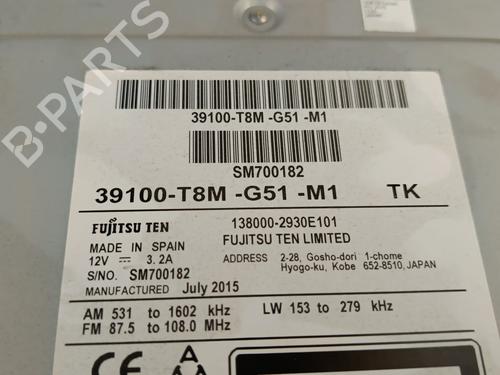 B-PARTS
39100-T8M -G51 -M1
SM700182
39100-T8M -G51 -M1 TK
FUJITSU TEN 138000-2930E101
MADE IN SPAIN FUJITSU TEN LIMITED
12V ⎓ 3.2A ADDRESS 2-28, Gosho-dori 1-chome
Hyogo-ku, Kobe 652-8510, JAPAN
S/NO. SM700182
MANUFACTURED July 2015
AM 531 to 1602 kHz LW 153 to 279 kHz
FM 87.5 to 108.0 MHz
CE A